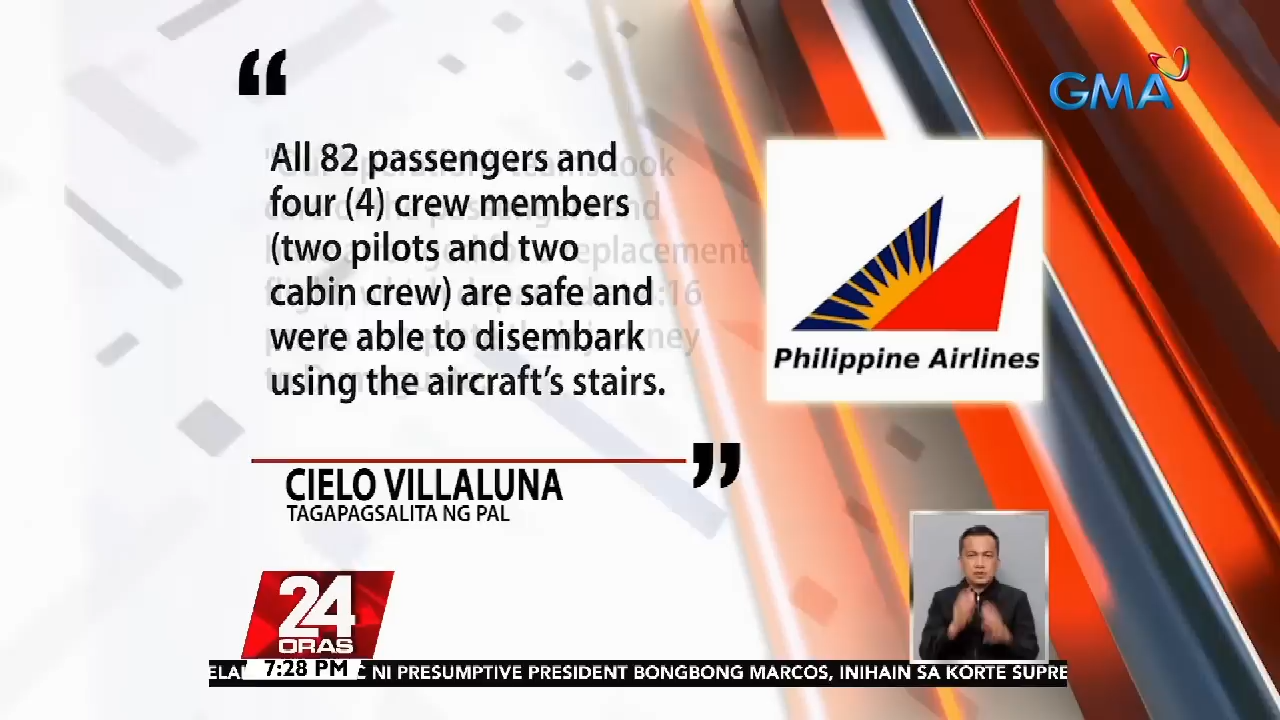 GMA
“
All 82 passengers and
four (4) crew members
(two pilots and two
cabin crew) are safe and
were able to disembark
using the aircraft’s stairs.
”
CIELO VILLALUNA
TAGAPAGSALITA NG PAL
Philippine Airlines
24
ORAS
7:28 PM
NI PRESUMPTIVE PRESIDENT BONGBONG MARCOS, INIHAIN SA KORTE SUPRE